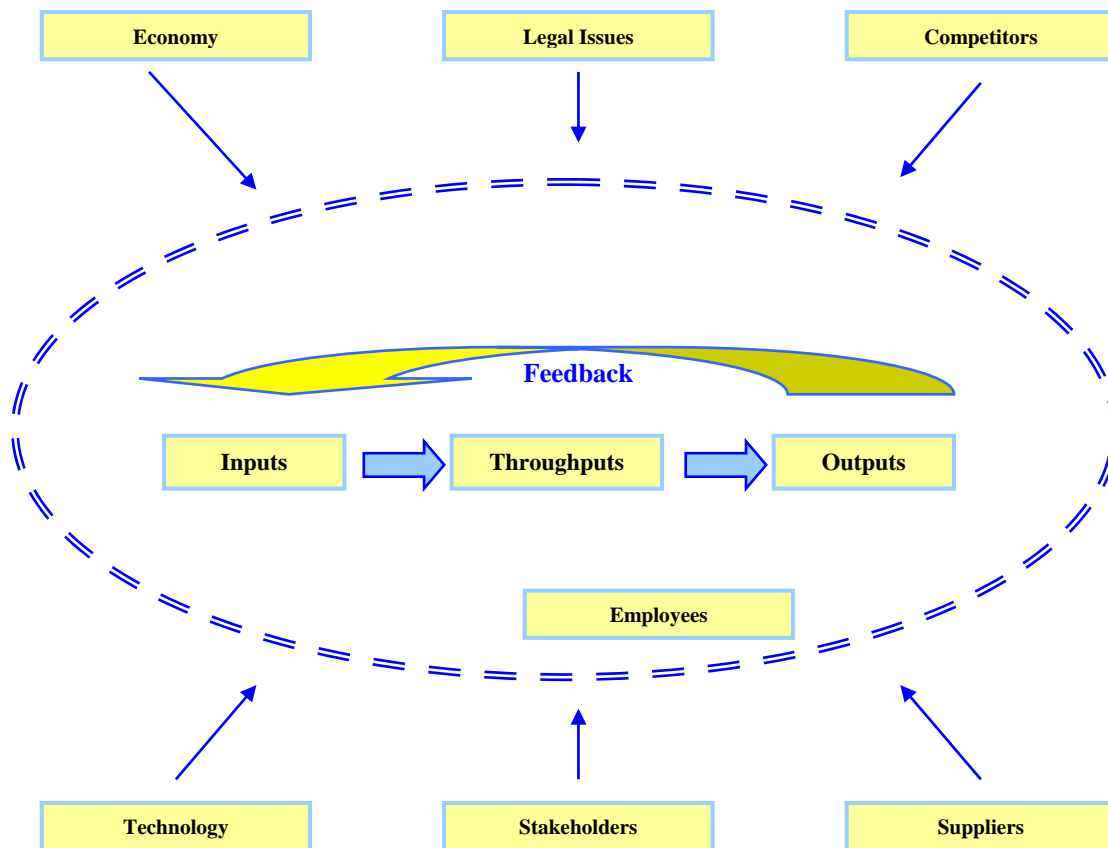 Economy
Legal Issues
Competitors
Feedback
Inputs
Throughputs
Outputs
Employees
Technology
Stakeholders
Suppliers